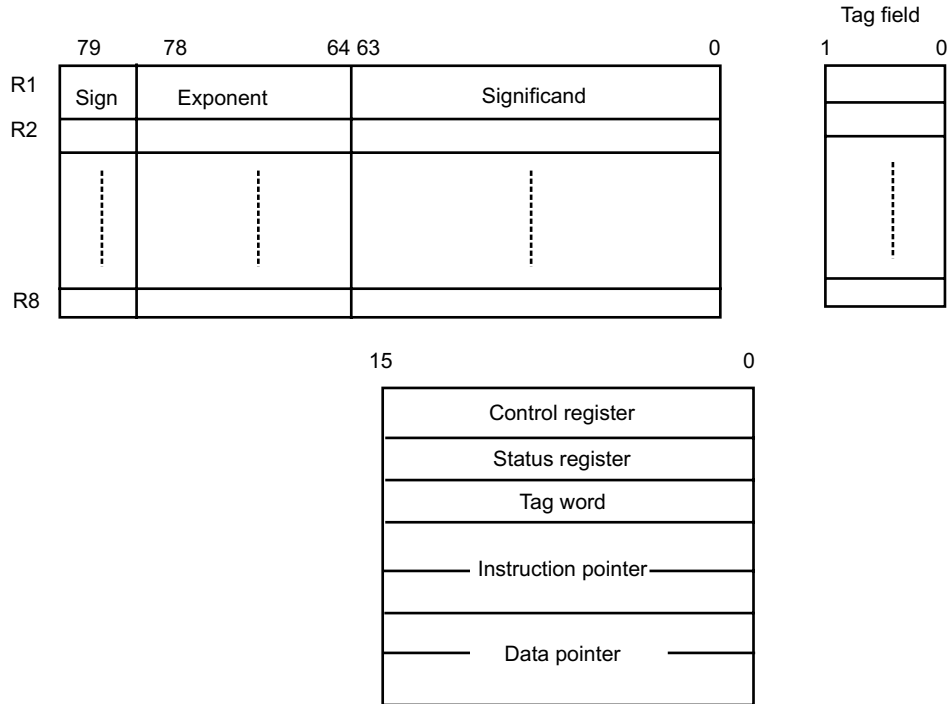 Tag field
79 78 64 63 0 1 0
R1 Sign Exponent Significand
R2
R8
15 0
Control register
Status register
Tag word
Instruction pointer
Data pointer